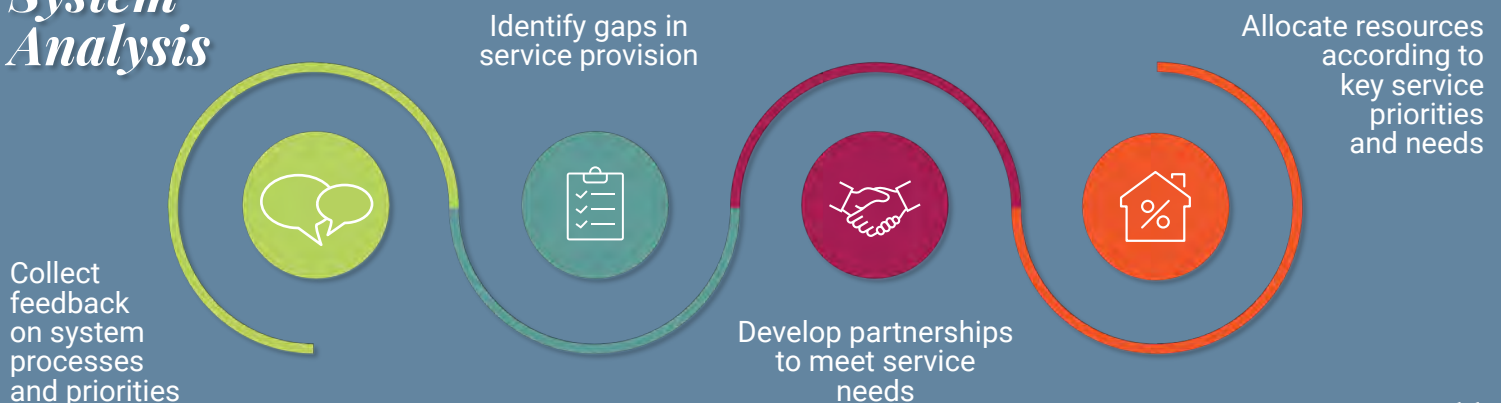 System
Analysis
Collect
feedback
on system
processes
and priorities
Identify gaps in
service provision
Develop partnerships
to meet service
needs
Allocate resources
according to
key service
priorities
and needs
%